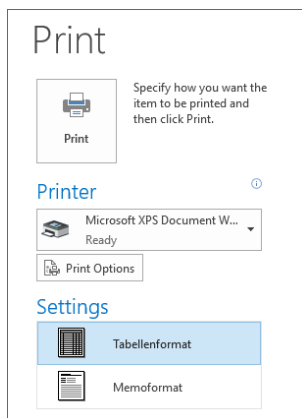 Print
Specify how you want the
item to be printed and
then click Print.
Print
Printer
Microsoft XPS Document W...
Ready
Print Options
Settings
Tabellenformat
Memoformat